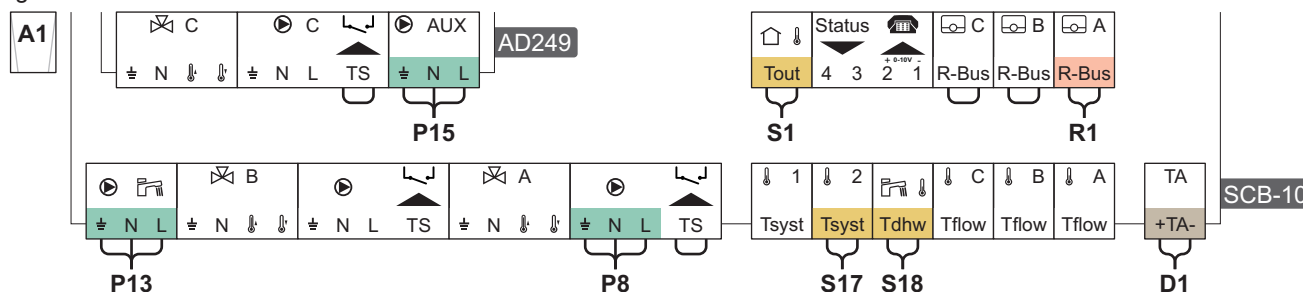 A1
C C AUX AD249 Status C B A
+ 0-10V -
N N L TS N L Tout 4 3 2 1 R-Bus R-Bus R-Bus
P15 S1 R1
B A 1 2 C B A TA SCB-10
N L N N L TS N N L TS Tsyst Tsyst Tdhw Tflow Tflow Tflow +TA-
P13 P8 S17 S18 D1